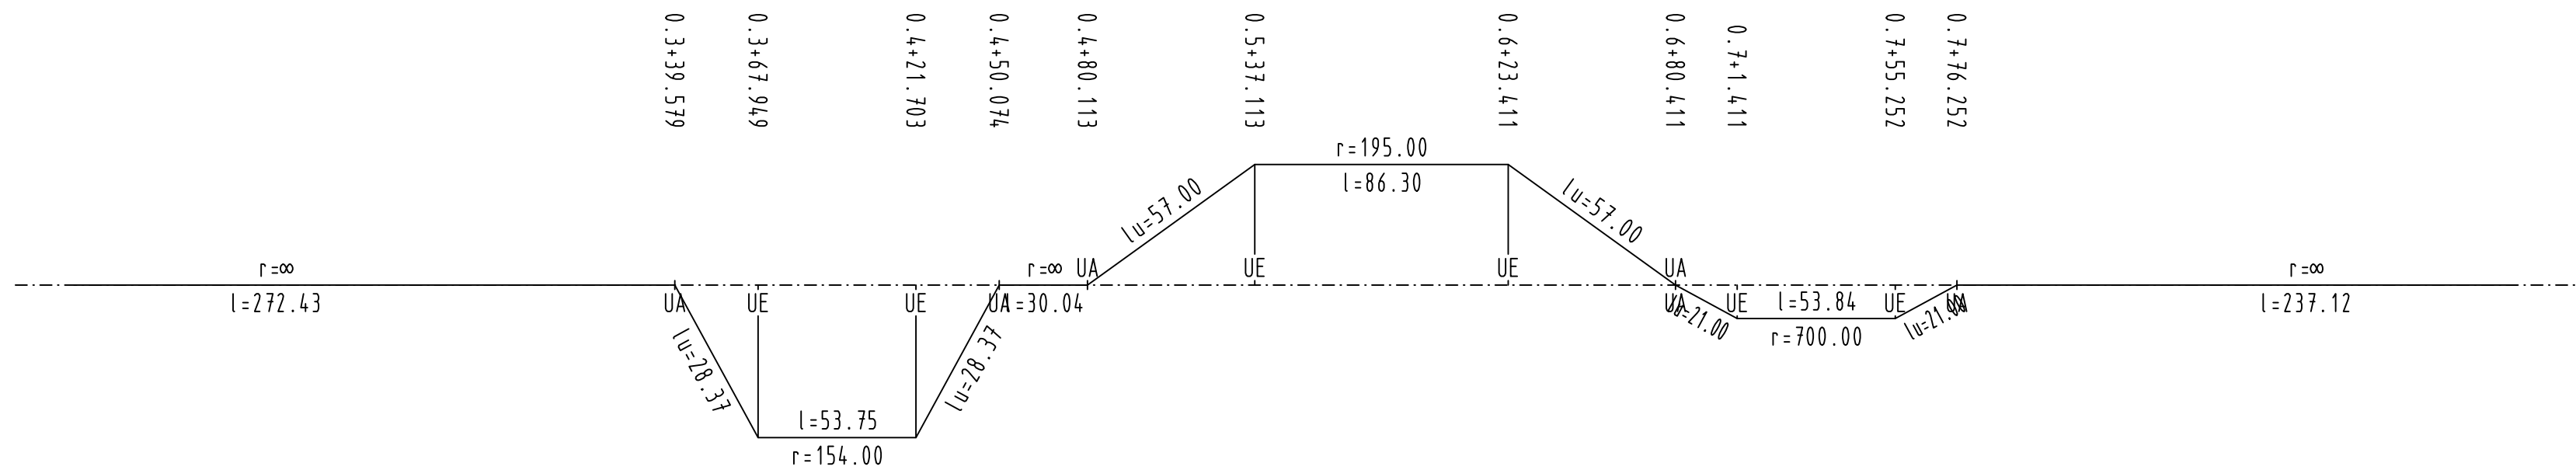 0.3+39.579
0.3+67.949
0.4+21.703
0.4+50.074
0.4+80.113
0.5+37.113
0.6+23.411
0.6+80.411
0.7+1.411
0.7+55.252
0.7+76.252
r=195.00
l=86.30
lu=57.00
lu=57.00
r=∞
r=∞
UA
UE
UE
UA
r=∞
l=272.43
UA
UE
UE
UA
l=30.04
UA
UE
l=53.84
UE
UA
l=237.12
lu=21.00
lu=21.00
r=700.00
lu=28.37
lu=28.37
l=53.75
r=154.00